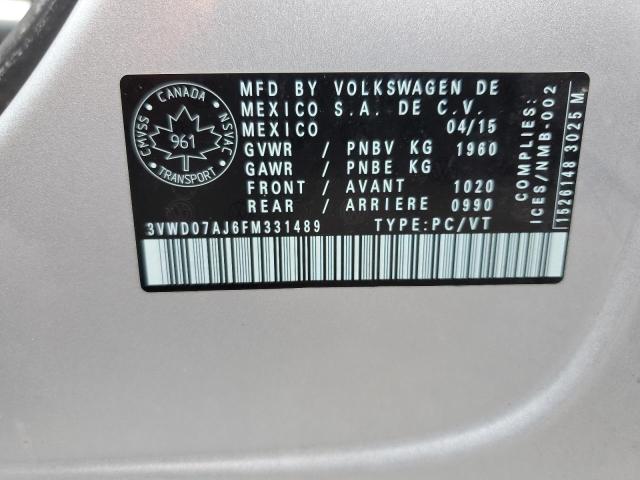 CANADA
CMVSS
NSVAC
961
TRANSPORT
MFD BY VOLKSWAGEN DE
MEXICO S.A. DE C.V.
MEXICO 04/15
GVWR / PNBV KG 1960
GAWR / PNBE KG
FRONT / AVANT 1020
REAR / ARRIERE 0990
3VWD07AJ6FM331489 TYPE:PC/VT
COMPLIES:
ICES/NMB-002
1526148 3025 M